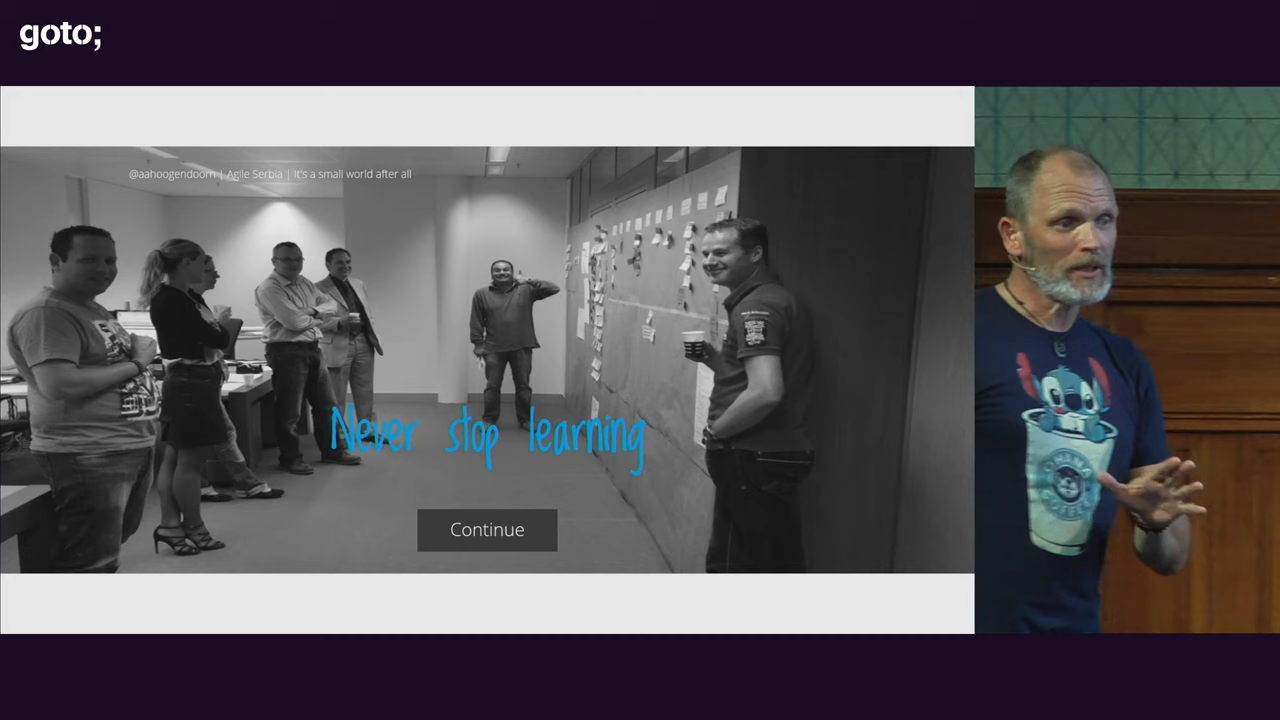 goto;
@aahoogendoorn | Agile Serbia | It's a small world after all
Never stop learning
Continue